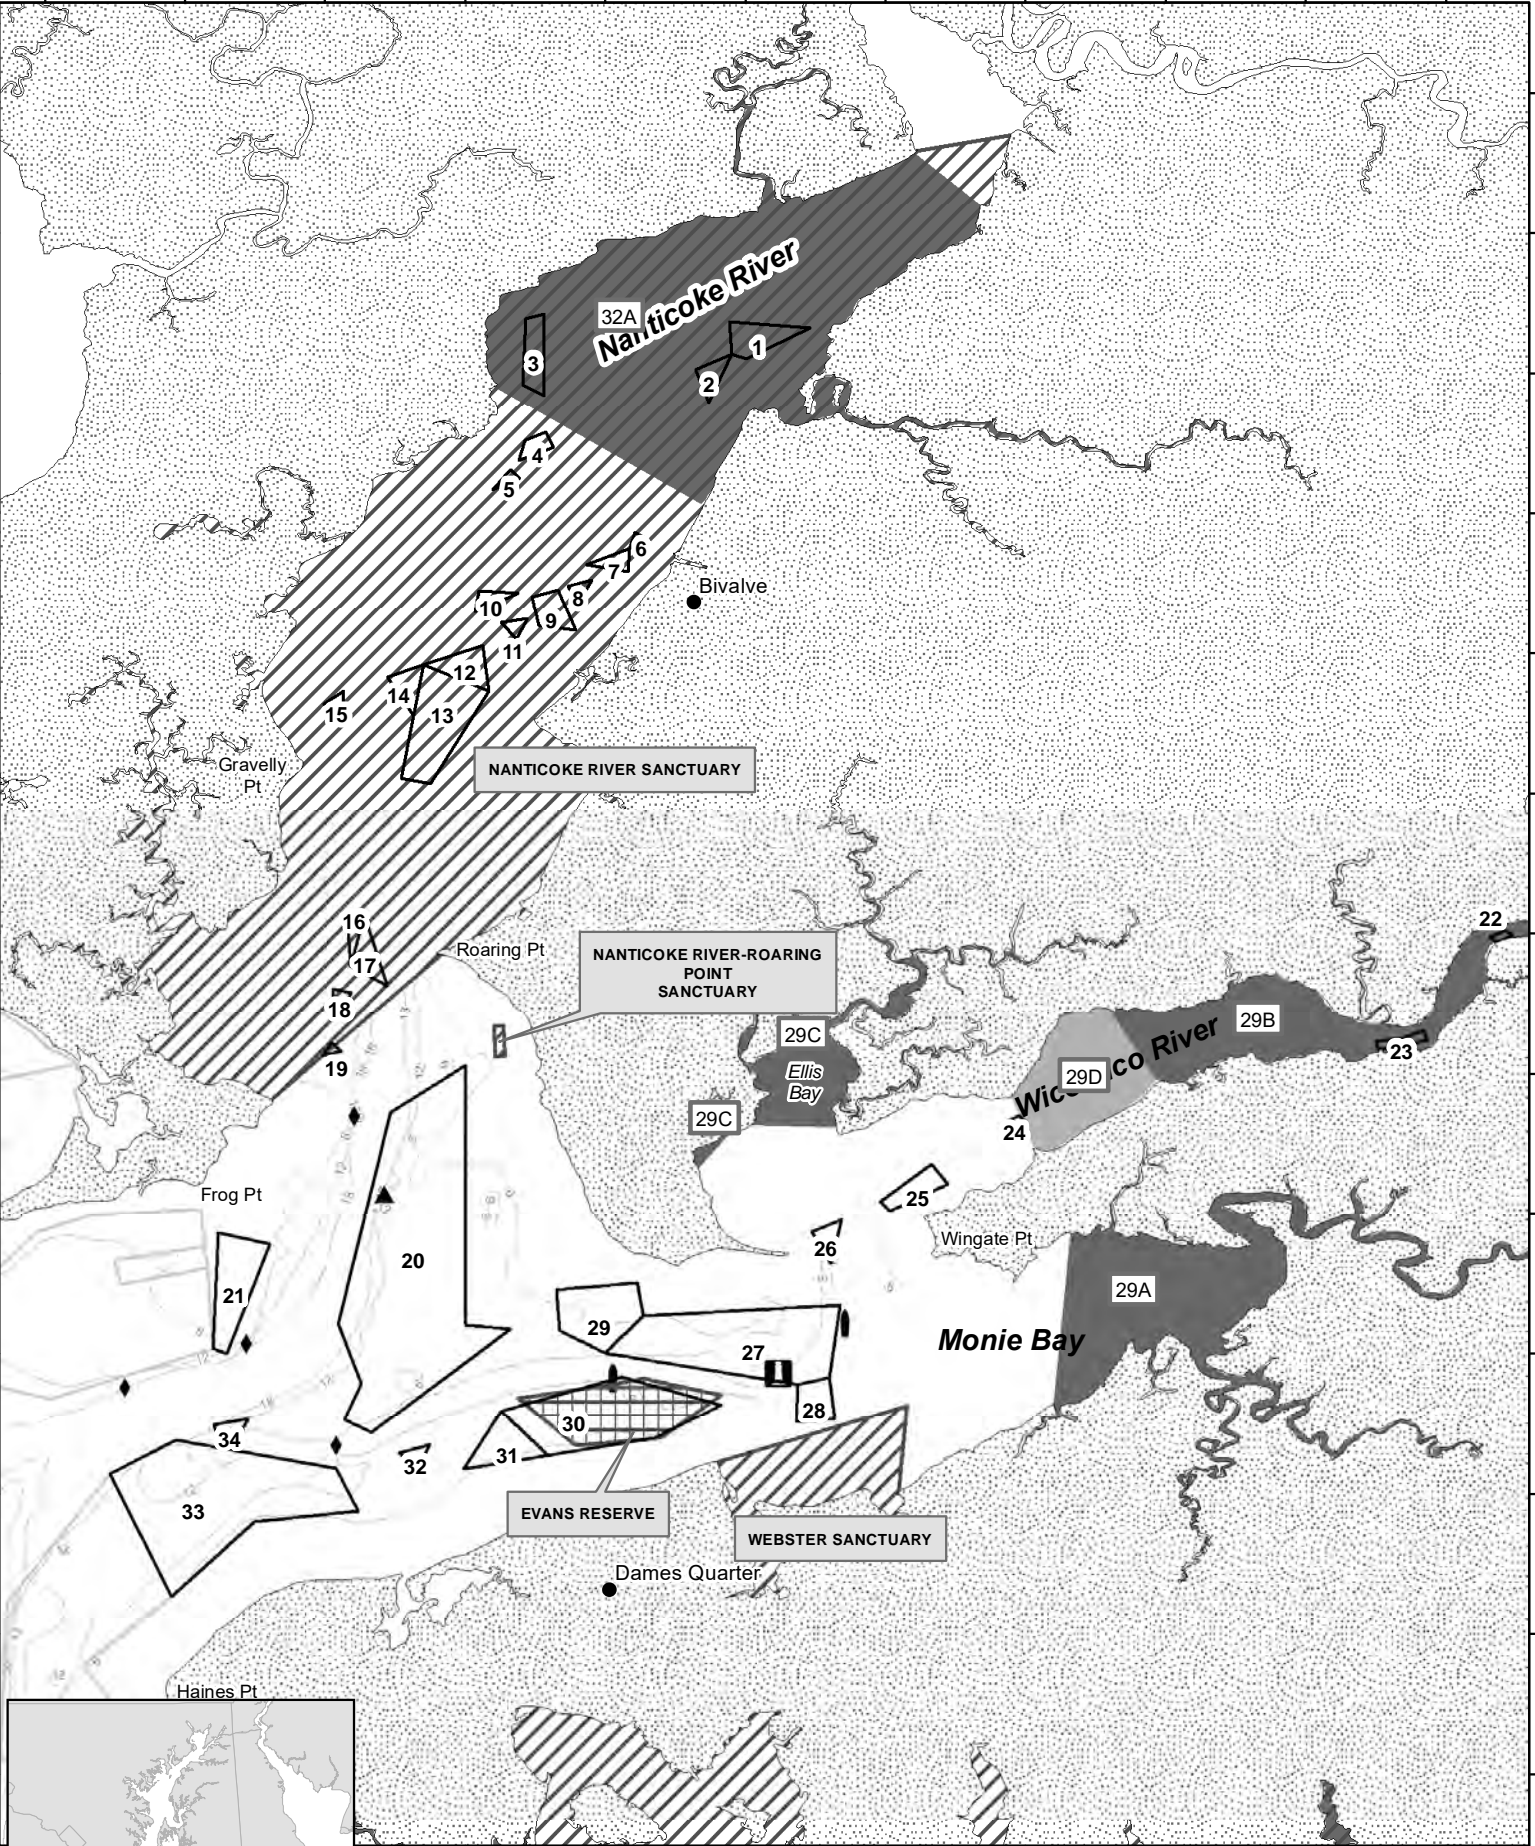 Nanticoke River
32A
1
3
2
4
5
6
7
Bivalve
8
10
9
11
12
14
15
13
NANTICOKE RIVER SANCTUARY
Gravelly
Pt
16
22
Roaring Pt
NANTICOKE RIVER-ROARING
POINT
SANCTUARY
17
18
29C
29B
Wicomico River
23
19
Ellis
Bay
29D
29C
24
Frog Pt
25
Wingate Pt
26
20
29A
21
29
Monie Bay
27
28
30
34
31
32
33
EVANS RESERVE
WEBSTER SANCTUARY
Dames Quarter
Haines Pt